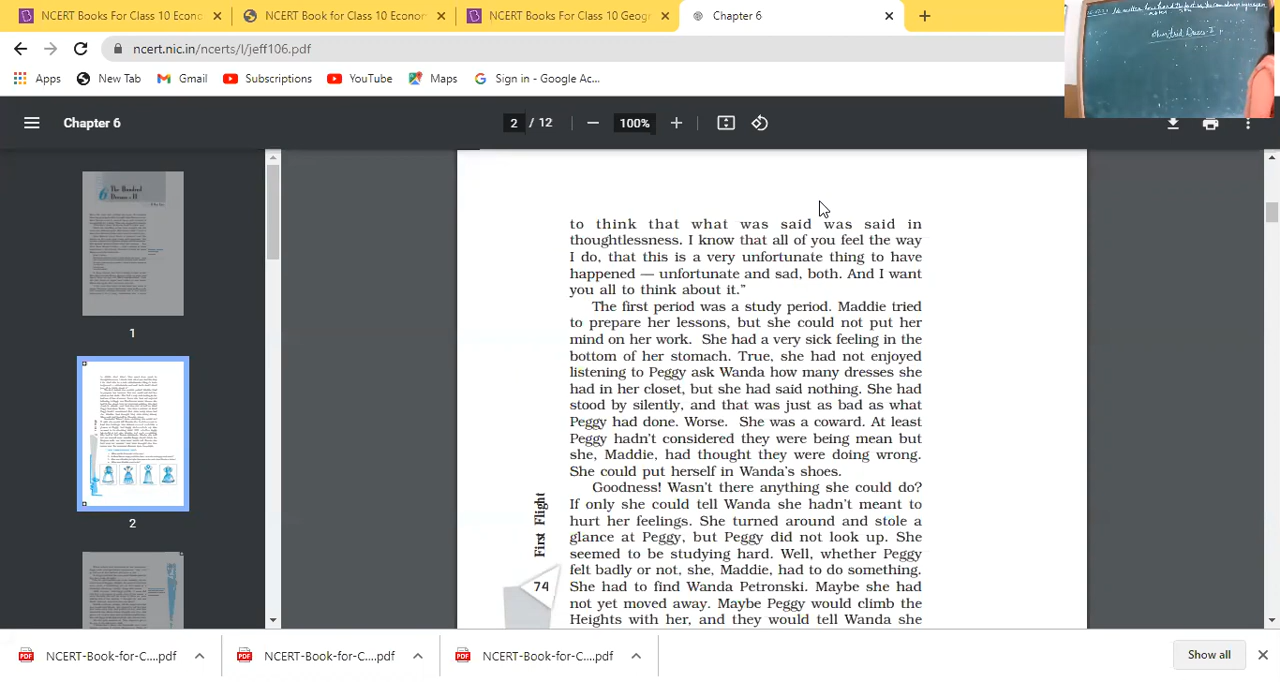 NCERT Books For Class 10 Econo
NCERT Book for Class 10 Econor
NCERT Books For Class 10 Geogr
Chapter 6
ncert.nic.in/ncerts/l/jeff106.pdf
Apps
New Tab
Gmail
Subscriptions
YouTube
Maps
Sign in - Google Ac...
Chapter 6
2 / 12
100%
6 The Hundred
Dresses - II
1
2
to think that what was said was said in
thoughtlessness. I know that all of you feel the way
I do, that this is a very unfortunate thing to have
happened — unfortunate and sad, both. And I want
you all to think about it.”
The first period was a study period. Maddie tried
to prepare her lessons, but she could not put her
mind on her work. She had a very sick feeling in the
bottom of her stomach. True, she had not enjoyed
listening to Peggy ask Wanda how many dresses she
had in her closet, but she had said nothing. She had
stood by silently, and that was just as bad as what
Peggy had done. Worse. She was a coward. At least
Peggy hadn't considered they were being mean but
she, Maddie, had thought they were doing wrong.
She could put herself in Wanda's shoes.
Goodness! Wasn't there anything she could do?
If only she could tell Wanda she hadn't meant to
hurt her feelings. She turned around and stole a
glance at Peggy, but Peggy did not look up. She
seemed to be studying hard. Well, whether Peggy
felt badly or not, she, Maddie, had to do something.
She had to find Wanda Petronski. Maybe she had
not yet moved away. Maybe Peggy would climb the
Heights with her, and they would tell Wanda she
First Flight
76
NCERT-Book-for-C....pdf
NCERT-Book-for-C....pdf
NCERT-Book-for-C....pdf
Show all